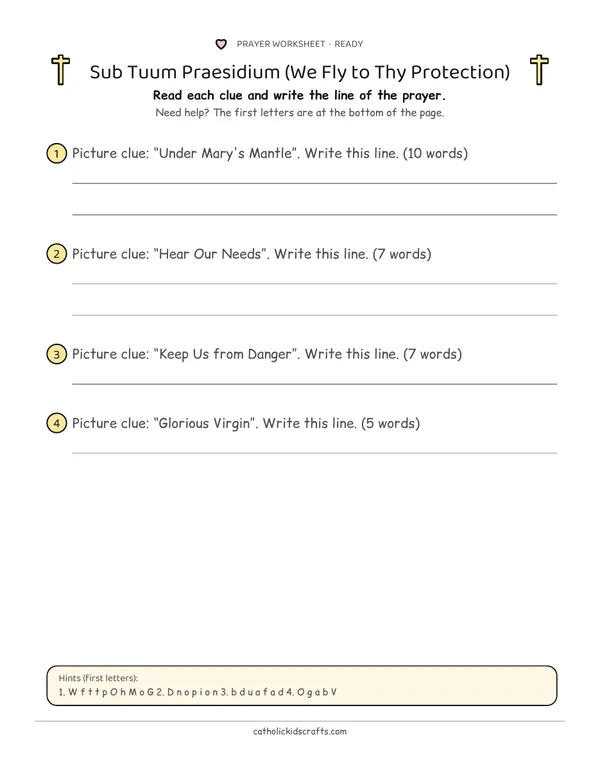 PRAYER WORKSHEET · READY
Sub Tuum Praesidium (We Fly to Thy Protection)
Read each clue and write the line of the prayer.
Need help? The first letters are at the bottom of the page.
1 Picture clue: “Under Mary's Mantle”. Write this line. (10 words)
2 Picture clue: “Hear Our Needs”. Write this line. (7 words)
3 Picture clue: “Keep Us from Danger”. Write this line. (7 words)
4 Picture clue: “Glorious Virgin”. Write this line. (5 words)
Hints (first letters):
1. W f t t p O h M o G 2. D n o p i o n 3. b d u a f a d 4. O g a b V
catholickidscrafts.com